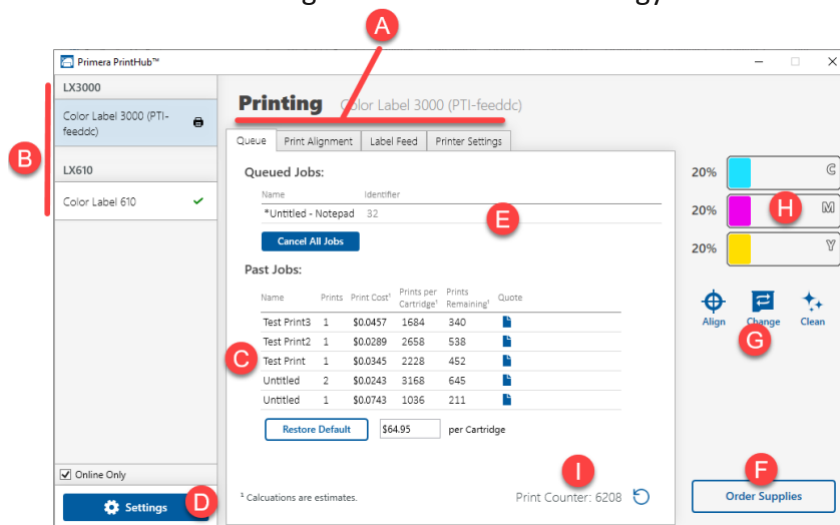 A
Primera PrintHub™
LX3000
Color Label 3000 (PTI-
feeddc)
B
LX610
Color Label 610
Online Only
Settings
D
Printing Color Label 3000 (PTI-feeddc)
Queue Print Alignment Label Feed Printer Settings
Queued Jobs:
Name Identifier
*Untitled - Notepad 32
E
Cancel All Jobs
Past Jobs:
Name Prints Print Cost¹ Prints per Cartridge¹ Prints Remaining¹ Quote
Test Print3 1 $0.0457 1684 340
Test Print2 1 $0.0289 2658 538
C
Test Print 1 $0.0345 2228 452
Untitled 2 $0.0243 3168 645
Untitled 1 $0.0743 1036 211
Restore Default $64.95 per Cartridge
I
¹ Calcuations are estimates.
Print Counter: 6208
20% C
20% H M
20% Y
Align Change Clean
G
F
Order Supplies